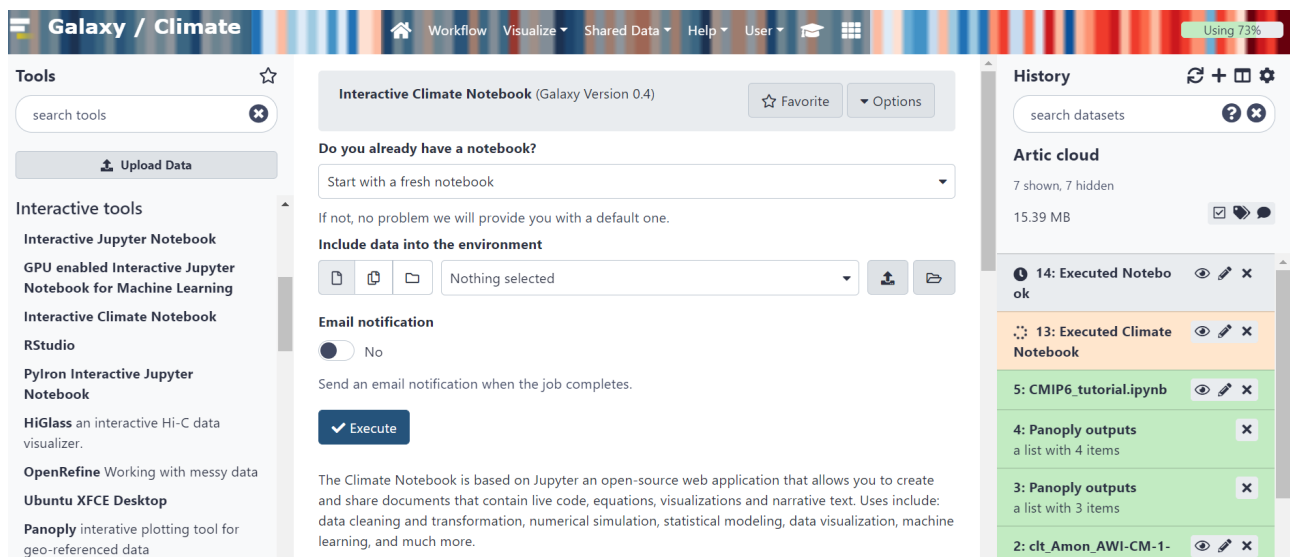 Galaxy / Climate
Workflow Visualize Shared Data Help User
Using 73%
Tools
search tools
Upload Data
Interactive tools
Interactive Jupyter Notebook
GPU enabled Interactive Jupyter
Notebook for Machine Learning
Interactive Climate Notebook
RStudio
PyIron Interactive Jupyter
Notebook
HiGlass an interactive Hi-C data
visualizer.
OpenRefine Working with messy data
Ubuntu XFCE Desktop
Panoply interative plotting tool for
geo-referenced data
Interactive Climate Notebook (Galaxy Version 0.4)
Favorite
Options
Do you already have a notebook?
Start with a fresh notebook
If not, no problem we will provide you with a default one.
Include data into the environment
Nothing selected
Email notification
No
Send an email notification when the job completes.
Execute
The Climate Notebook is based on Jupyter an open-source web application that allows you to create
and share documents that contain live code, equations, visualizations and narrative text. Uses include:
data cleaning and transformation, numerical simulation, statistical modeling, data visualization, machine
learning, and much more.
History
search datasets
Artic cloud
7 shown, 7 hidden
15.39 MB
14: Executed Notebo
ok
13: Executed Climate
Notebook
5: CMIP6_tutorial.ipynb
4: Panoply outputs
a list with 4 items
3: Panoply outputs
a list with 3 items
2: clt_Amon_AWI-CM-1-